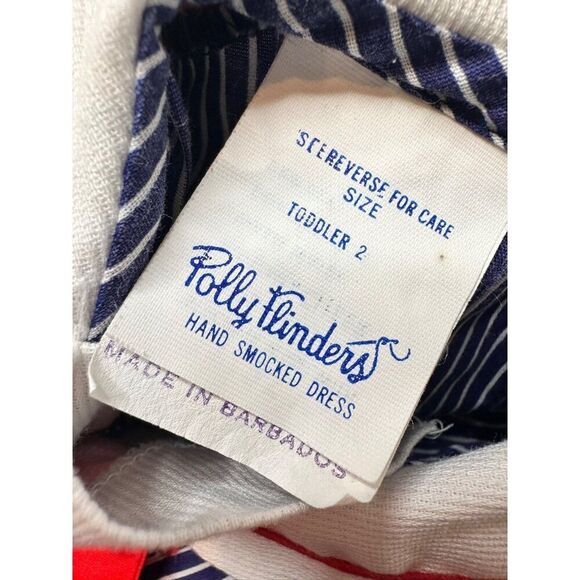 SEE REVERSE FOR CARE
SIZE
TODDLER 2
Polly Flinders
HAND SMOCKED DRESS
MADE IN BARBADOS